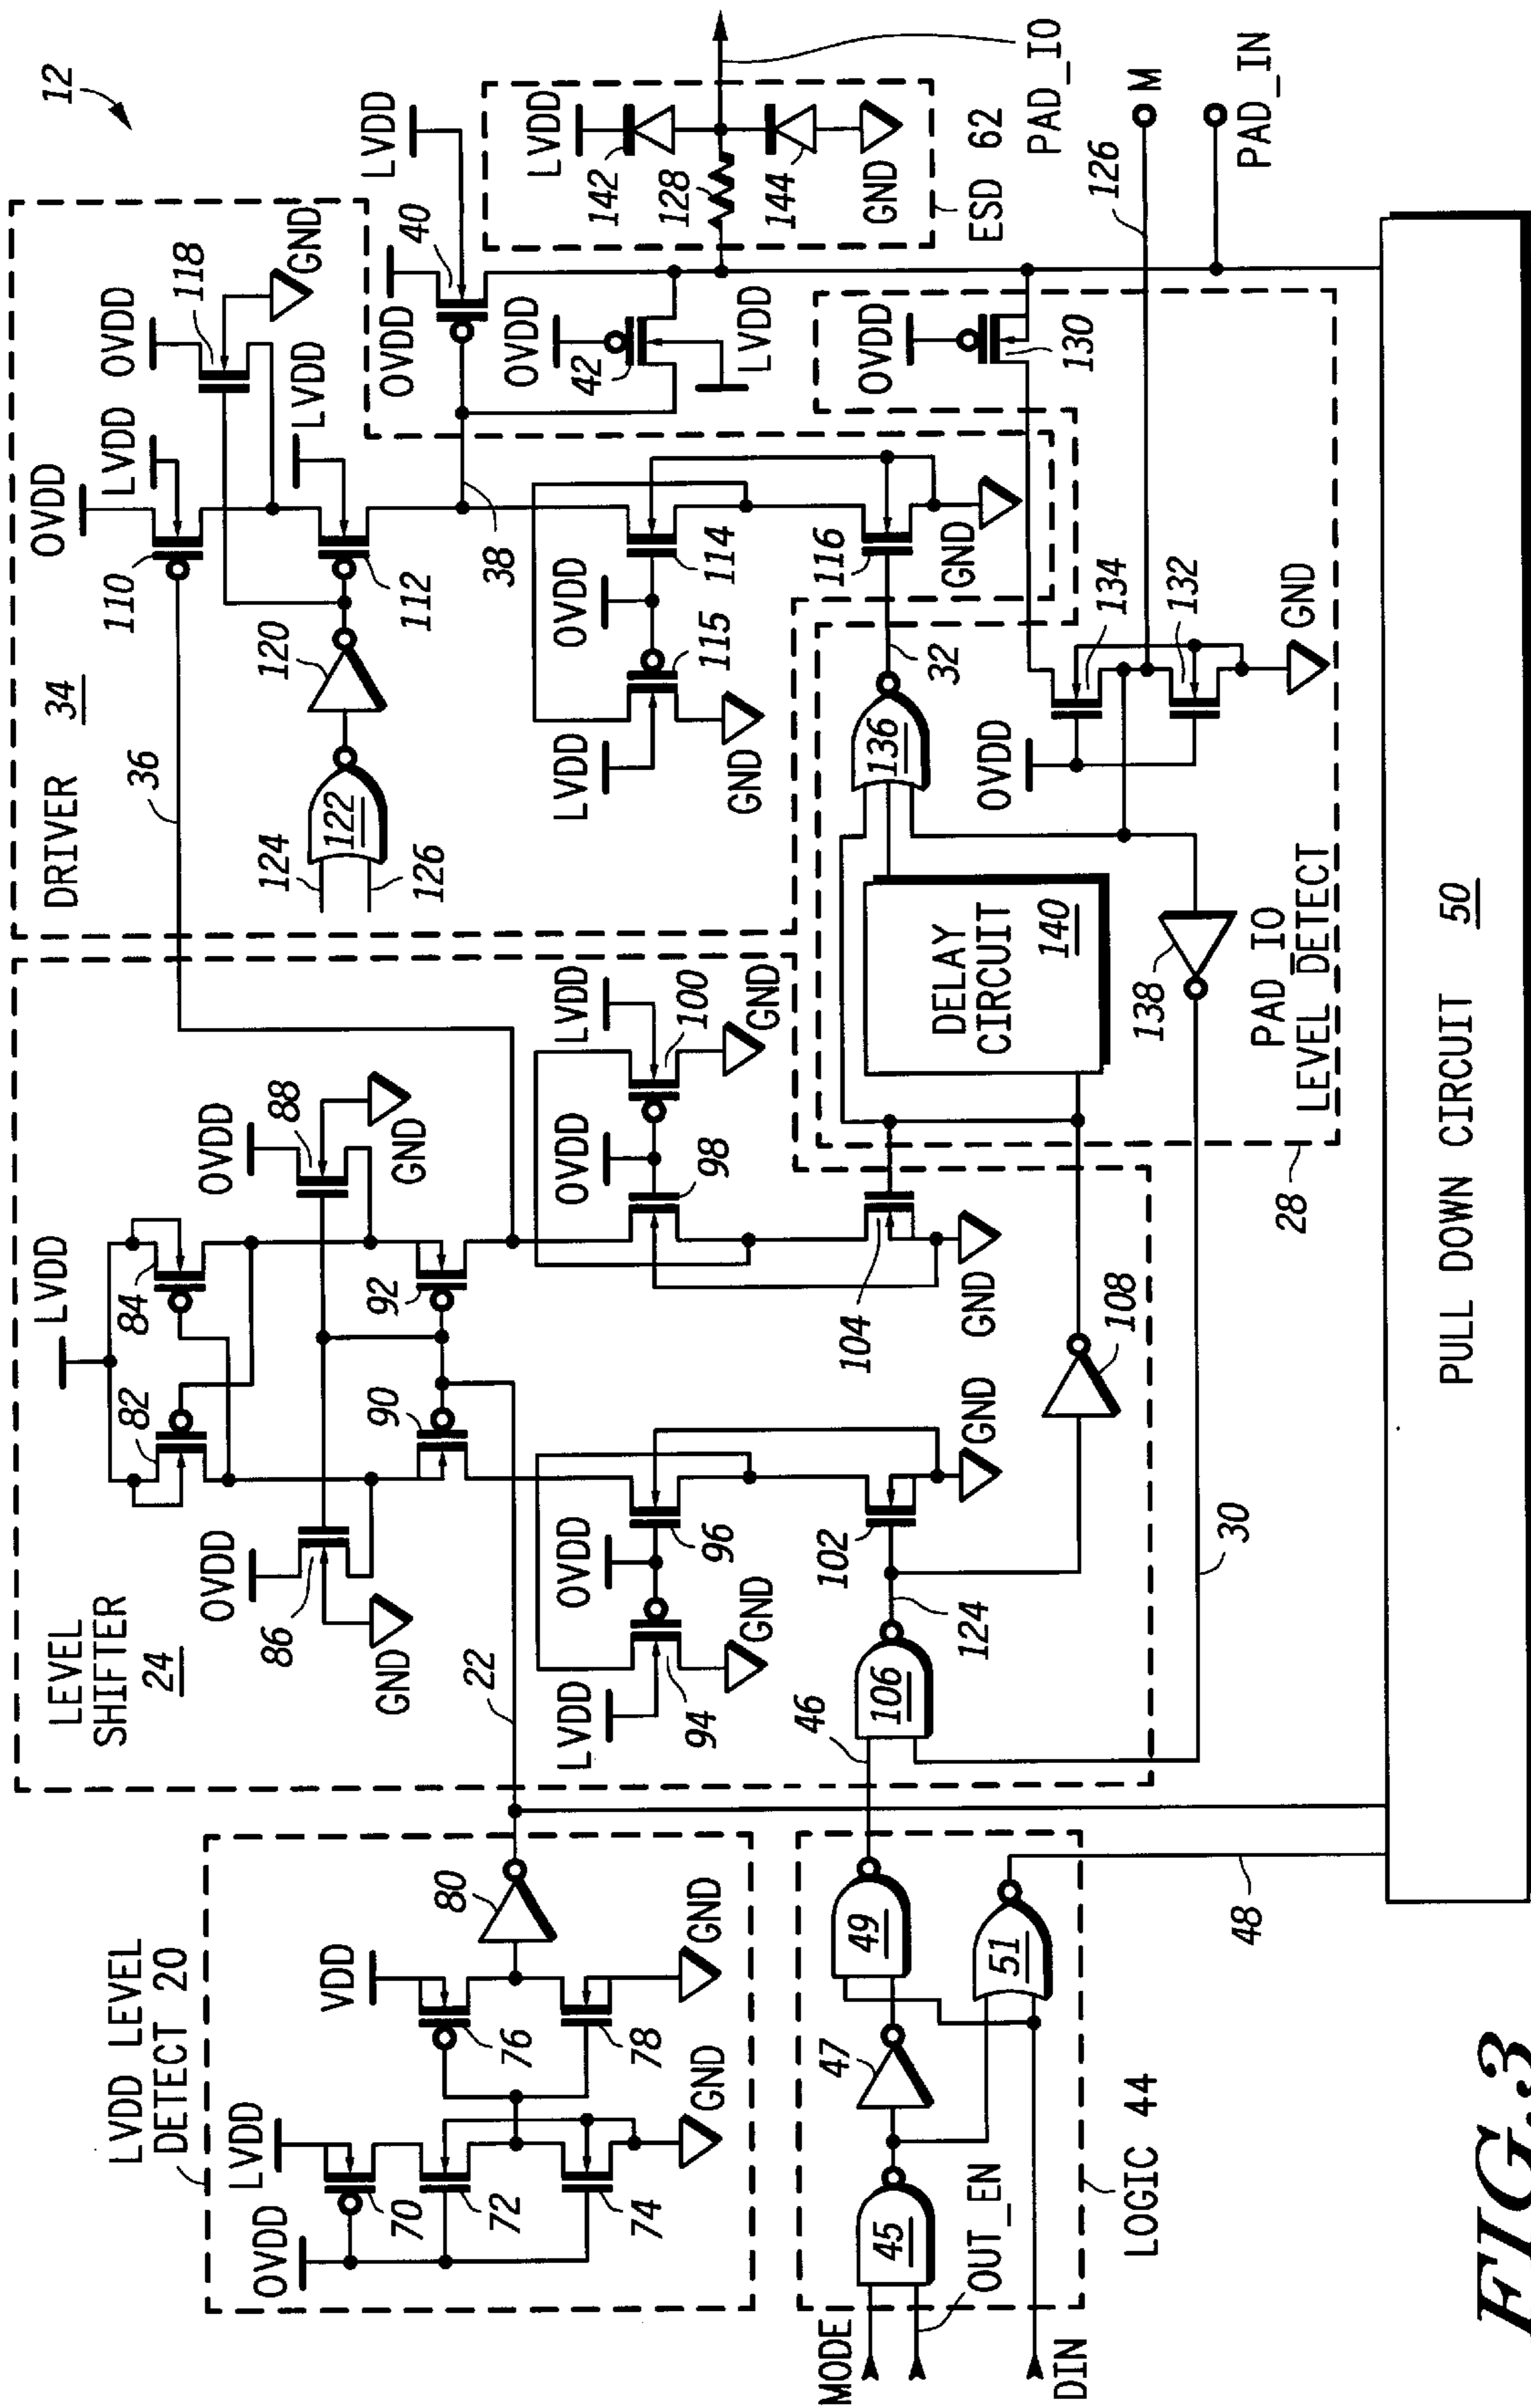 12
LVDD LEVEL
DETECT 20
OVDD
LVDD
70
72
74
GND
VDD
76
78
GND
80
22
LEVEL
SHIFTER
24
LVDD
82
84
OVDD
86
GND
OVDD
88
GND
90
92
LVDD
94
GND
OVDD
96
OVDD
98
LVDD
100
GND
102
GND
104
GND
46
106
124
108
30
36
DRIVER 34
OVDD
110
LVDD
OVDD
118
GND
LVDD
112
120
122
124
126
38
LVDD
115
GND
OVDD
114
116
GND
32
OVDD
40
LVDD
OVDD
42
LVDD
LVDD
142
128
144
GND
ESD 62
PAD_IO
126
M
PAD_IN
OVDD
130
OVDD
134
132
GND
136
DELAY
CIRCUIT
140
138
PAD_IO
LEVEL DETECT
28
MODE
OUT_EN
DIN
45
47
49
51
LOGIC 44
48
PULL DOWN CIRCUIT 50
FIG.3